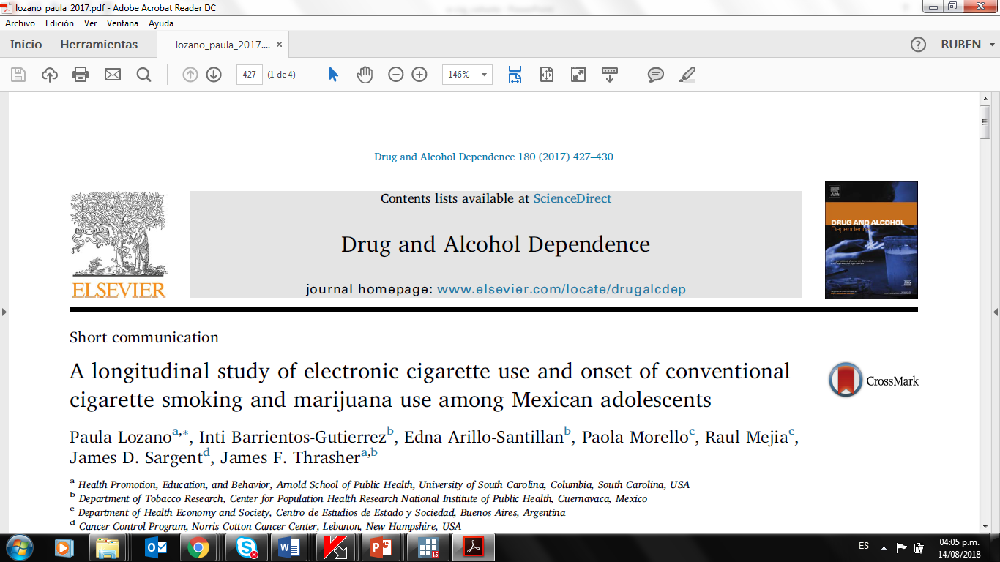 lozano_paula_2017.pdf - Adobe Acrobat Reader DC
Archivo Edición Ver Ventana Ayuda
Inicio Herramientas lozano_paula_2017.... × RUBEN
427 (1 de 4) 146%
Drug and Alcohol Dependence 180 (2017) 427–430
Contents lists available at ScienceDirect
Drug and Alcohol Dependence
journal homepage: www.elsevier.com/locate/drugalcdep
ELSEVIER
DRUG AND ALCOHOL
Dependence
Short communication
A longitudinal study of electronic cigarette use and onset of conventional
cigarette smoking and marijuana use among Mexican adolescents
CrossMark
Paula Lozano a,*, Inti Barrientos-Gutierrez b, Edna Arillo-Santillan b, Paola Morello c, Raul Mejia c,
James D. Sargent d, James F. Thrasher a,b
a Health Promotion, Education, and Behavior, Arnold School of Public Health, University of South Carolina, Columbia, South Carolina, USA
b Department of Tobacco Research, Center for Population Health Research National Institute of Public Health, Cuernavaca, Mexico
c Department of Health Economy and Society, Centro de Estudios de Estado y Sociedad, Buenos Aires, Argentina
d Cancer Control Program, Norris Cotton Cancer Center, Lebanon, New Hampshire, USA
ES 04:05 p.m.
14/08/2018